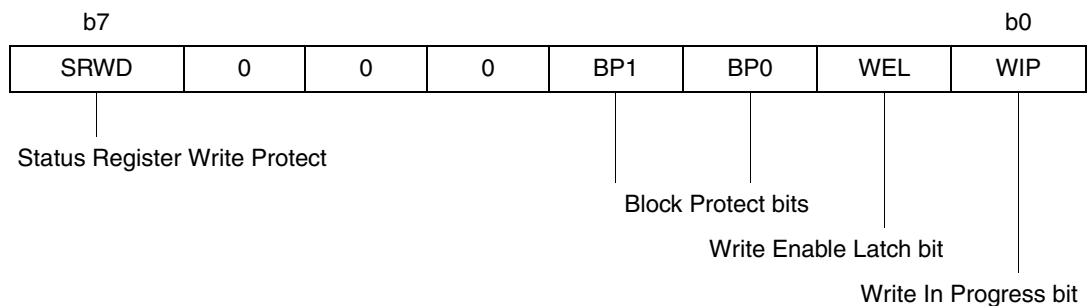 b7 b0
SRWD 0 0 0 BP1 BP0 WEL WIP
Status Register Write Protect
Block Protect bits
Write Enable Latch bit
Write In Progress bit